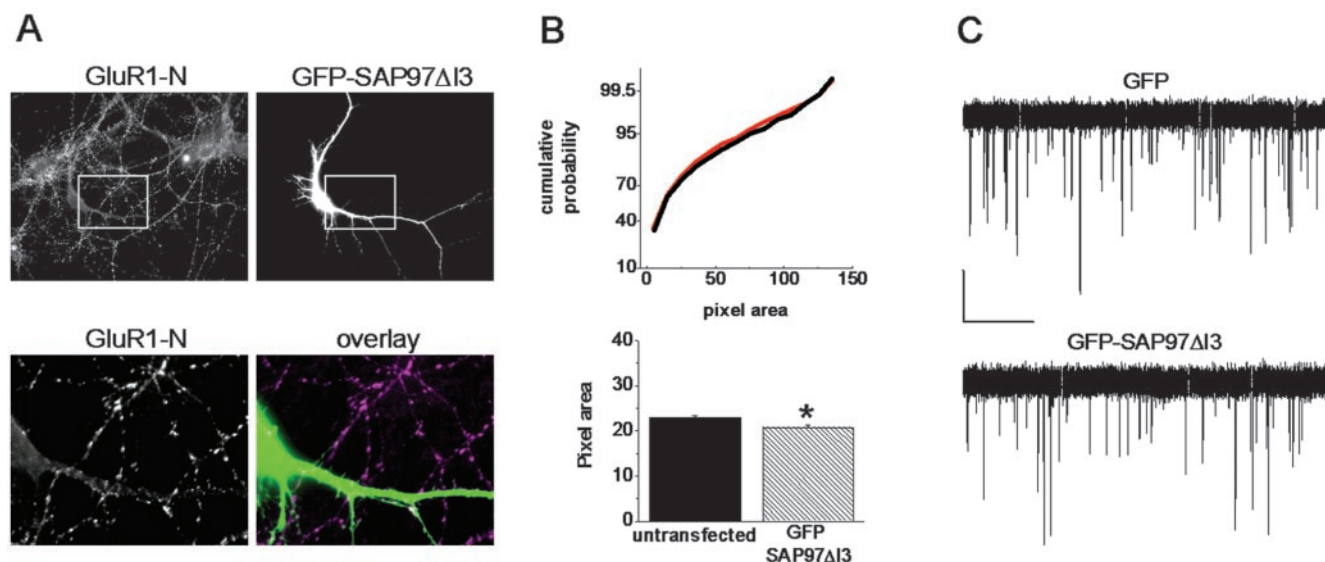 A
GluR1-N
GFP-SAP97ΔI3
GluR1-N
overlay
B
cumulative
probability
99.5
95
70
40
10
0
50
100
150
pixel area
Pixel area
40
30
20
10
0
*
untransfected
GFP
SAP97ΔI3
C
GFP
GFP-SAP97ΔI3